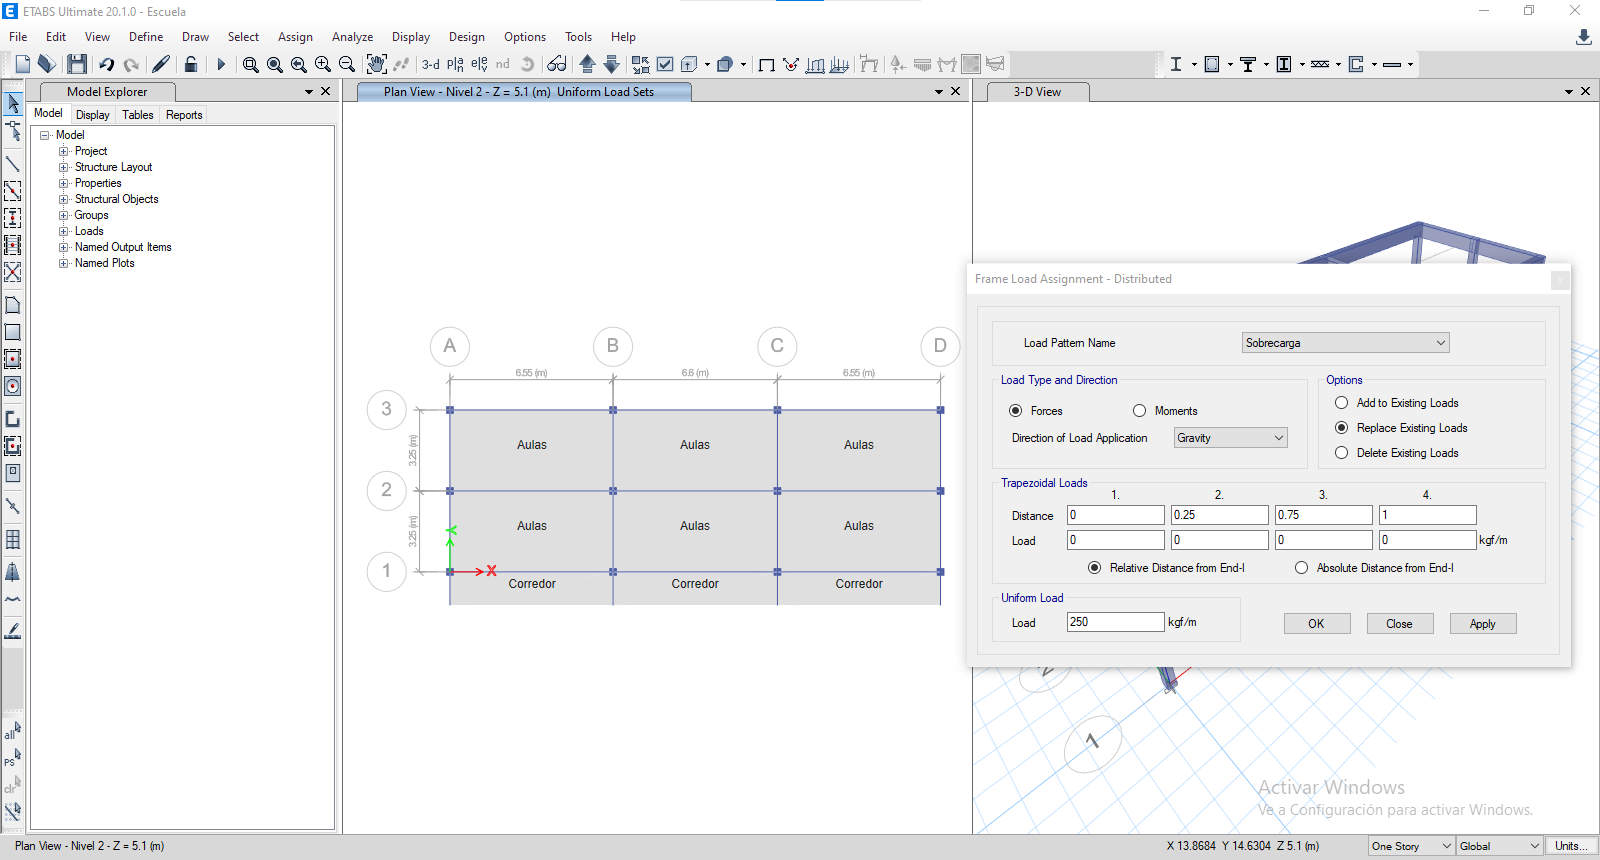 ETABS Ultimate 20.1.0 - Escuela
File Edit View Define Draw Select Assign Analyze Display Design Options Tools Help
3-d Pla ele nd
Model Explorer
Model Display Tables Reports
Model
Project
Structure Layout
Properties
Structural Objects
Groups
Loads
Named Output Items
Named Plots
all
PS
clr
Plan View - Nivel 2 - Z = 5.1 (m) Uniform Load Sets
A B C D
6.55 (m) 6.6 (m) 6.55 (m)
3
3.25 (m)
Aulas Aulas Aulas
2
3.25 (m)
Aulas Aulas Aulas
Y
1
X
Corredor Corredor Corredor
3-D View
Frame Load Assignment - Distributed
Load Pattern Name Sobrecarga
Load Type and Direction
Forces Moments
Direction of Load Application Gravity
Options
Add to Existing Loads
Replace Existing Loads
Delete Existing Loads
Trapezoidal Loads
1. 2. 3. 4.
Distance 0 0.25 0.75 1
Load 0 0 0 0 kgf/m
Relative Distance from End-I Absolute Distance from End-I
Uniform Load
Load 250 kgf/m
OK Close Apply
2
1
Activar Windows
Ve a Configuración para activar Windows.
Plan View - Nivel 2 - Z = 5.1 (m)
X 13.8684 Y 14.6304 Z 5.1 (m)
One Story Global Units...